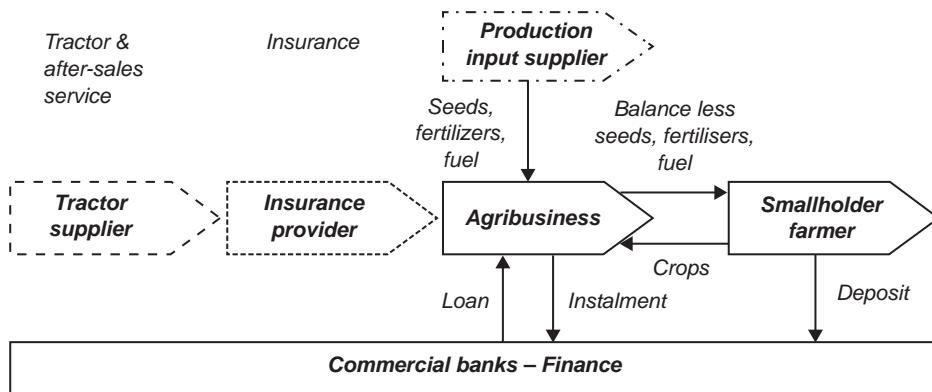 Tractor &
after-sales
service
Insurance
Production
input supplier
Seeds,
fertilizers,
fuel
Balance less
seeds, fertilisers,
fuel
Tractor
supplier
Insurance
provider
Agribusiness
Smallholder
farmer
Crops
Loan
Instalment
Deposit
Commercial banks – Finance